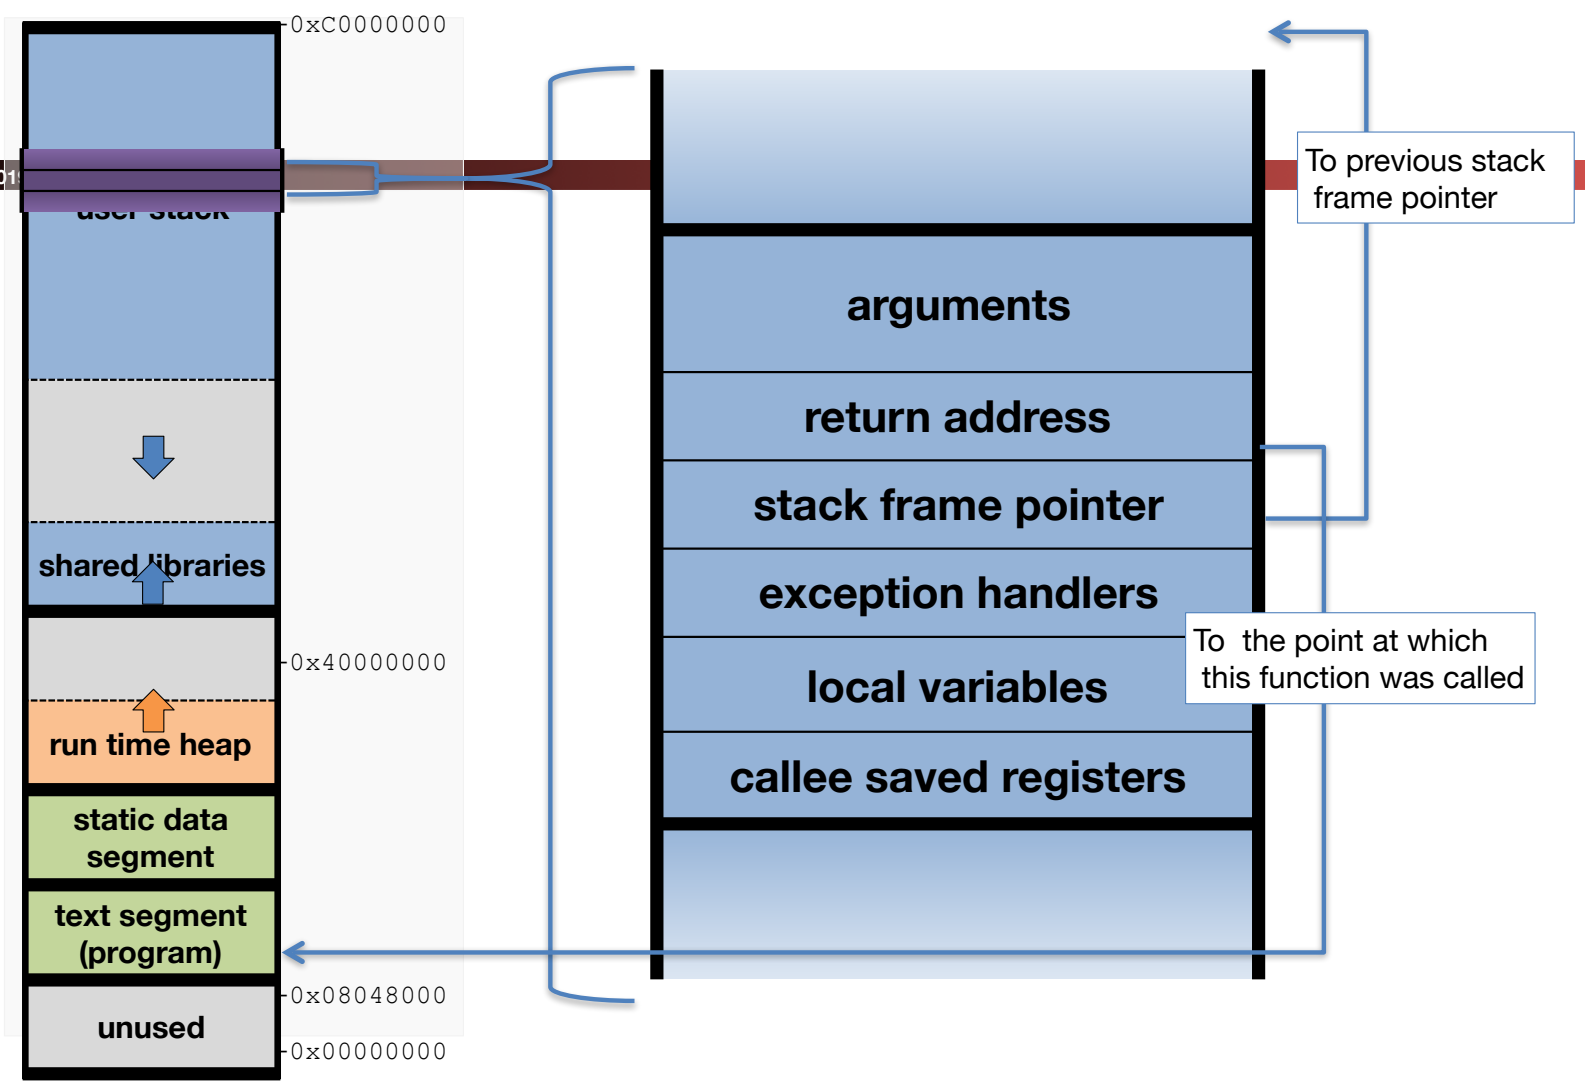 0xC0000000
user stack
shared libraries
0x40000000
run time heap
static data
segment
text segment
(program)
0x08048000
unused
0x00000000
arguments
return address
stack frame pointer
exception handlers
local variables
callee saved registers
To previous stack
frame pointer
To the point at which
this function was called